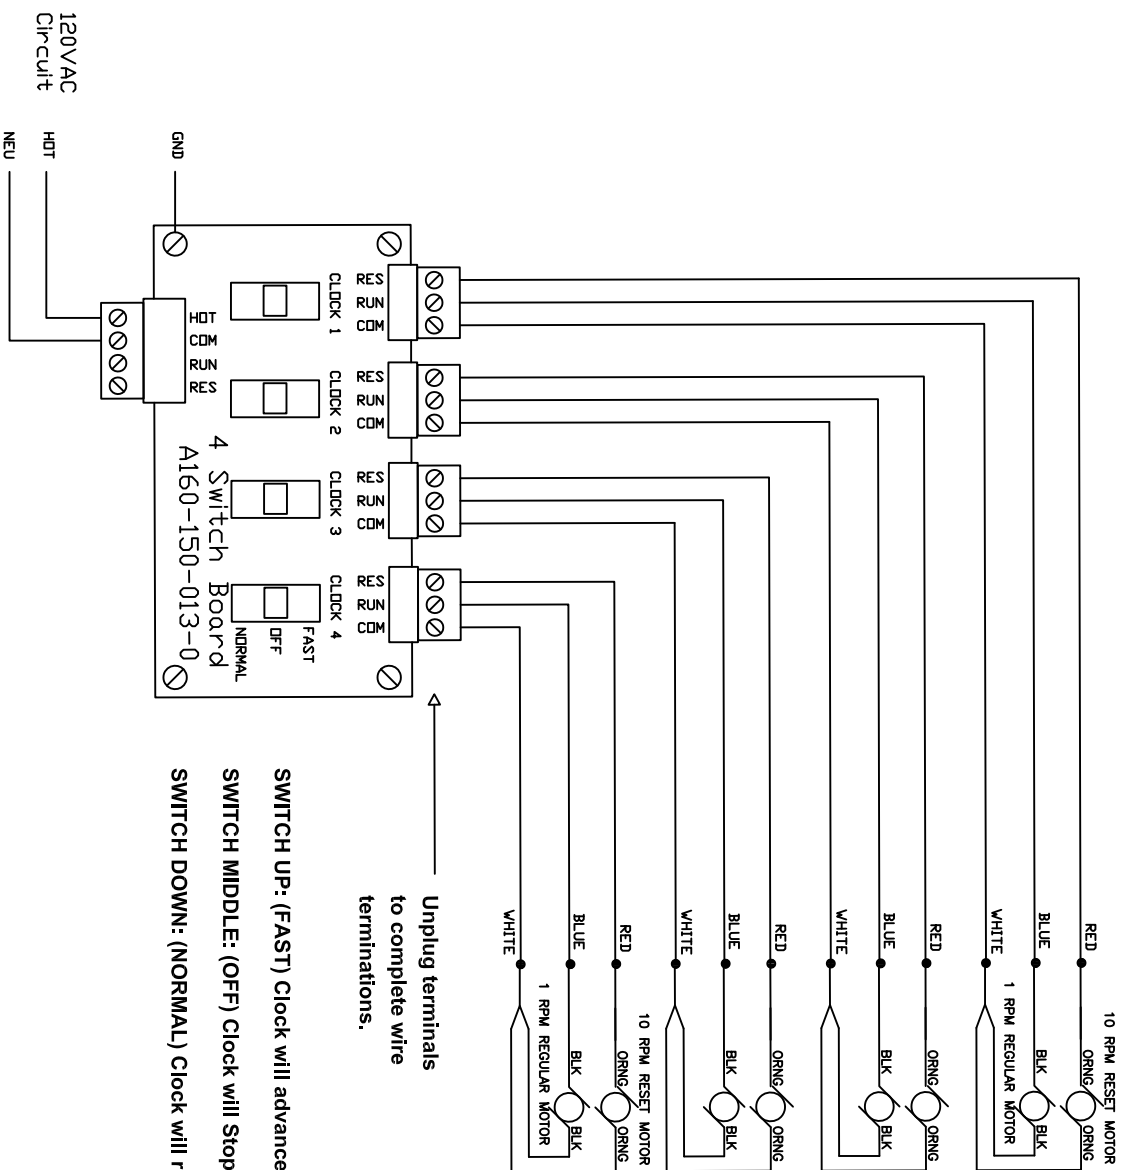 120VAC
Circuit
GND
HOT
NEU
RES
RUN
COM
CLOCK 1
RES
RUN
COM
CLOCK 2
RES
RUN
COM
CLOCK 3
RES
RUN
COM
CLOCK 4
FAST
OFF
NORMAL
HOT
COM
RUN
RES
4 Switch Board
A160-150-013-0
Unplug terminals
to complete wire
terminations.
SWITCH UP: (FAST) Clock will advance
SWITCH MIDDLE: (OFF) Clock will Stop
SWITCH DOWN: (NORMAL) Clock will r
RED
BLUE
WHITE
10 RPM RESET MOTOR
ORNG
ORNG
BLK
BLK
1 RPM REGULAR MOTOR
RED
BLUE
WHITE
ORNG
ORNG
BLK
BLK
RED
BLUE
WHITE
ORNG
ORNG
BLK
BLK
RED
BLUE
WHITE
10 RPM RESET MOTOR
ORNG
ORNG
BLK
BLK
1 RPM REGULAR MOTOR